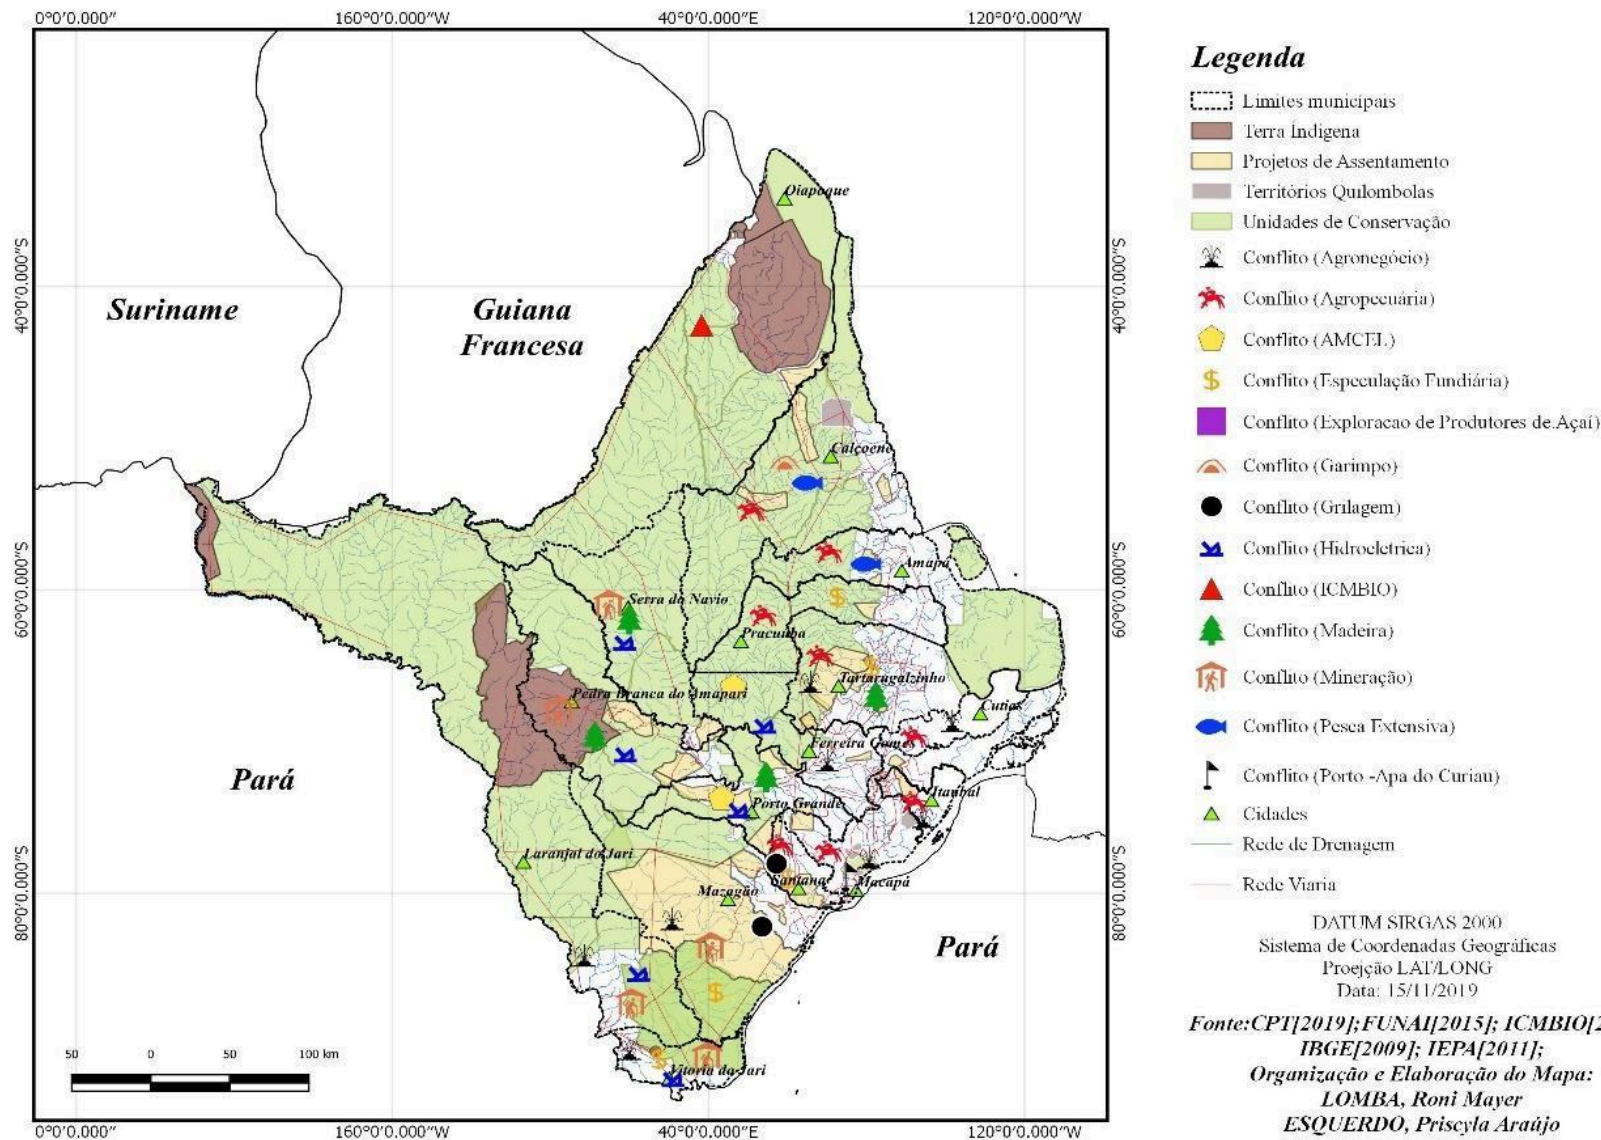 0°0'0.000"
160°0'0.000"W
40°0'0.000"E
120°0'0.000"W
40°0'0.000"S
60°0'0.000"S
80°0'0.000"S
40°0'0.000"S
60°0'0.000"S
80°0'0.000"S
Suriname
Guiana
Francesa
Pará
Pará
Oiapoque
Calçoene
Amapá
Serra do Navio
Pracuúba
Pedra Branca do Amapari
Tartarugalzinho
Cutias
Ferreira Gomes
Porto Grande
Itaubal
Laranjal do Jari
Santana
Macapá
Mazagão
Vitoria do Jari
50 0 50 100 km
0°0'0.000"
160°0'0.000"W
40°0'0.000"E
120°0'0.000"W
Legenda
Limites municipais
Terra Índigena
Projetos de Assentamento
Territórios Quilombolas
Unidades de Conservação
Conflito (Agronegócio)
Conflito (Agropecuária)
Conflito (AMCEL)
Conflito (Especulação Fundiária)
Conflito (Exploracao de Produtores de Açaí)
Conflito (Garimpo)
Conflito (Grilagem)
Conflito (Hidroeletrica)
Conflito (ICMBIO)
Conflito (Madeira)
Conflito (Mineração)
Conflito (Pesca Extensiva)
Conflito (Porto -Apa do Curiau)
Cidades
Rede de Drenagem
Rede Viaria
DATUM SIRGAS 2000
Sistema de Coordenadas Geográficas
Proejção LAT/LONG
Data: 15/11/2019
Fonte:CPT[2019];FUNAI[2015]; ICMBIO[2
IBGE[2009]; IEPA[2011];
Organização e Elaboração do Mapa:
LOMBA, Roni Mayer
ESQUERDO, Priscyla Araújo